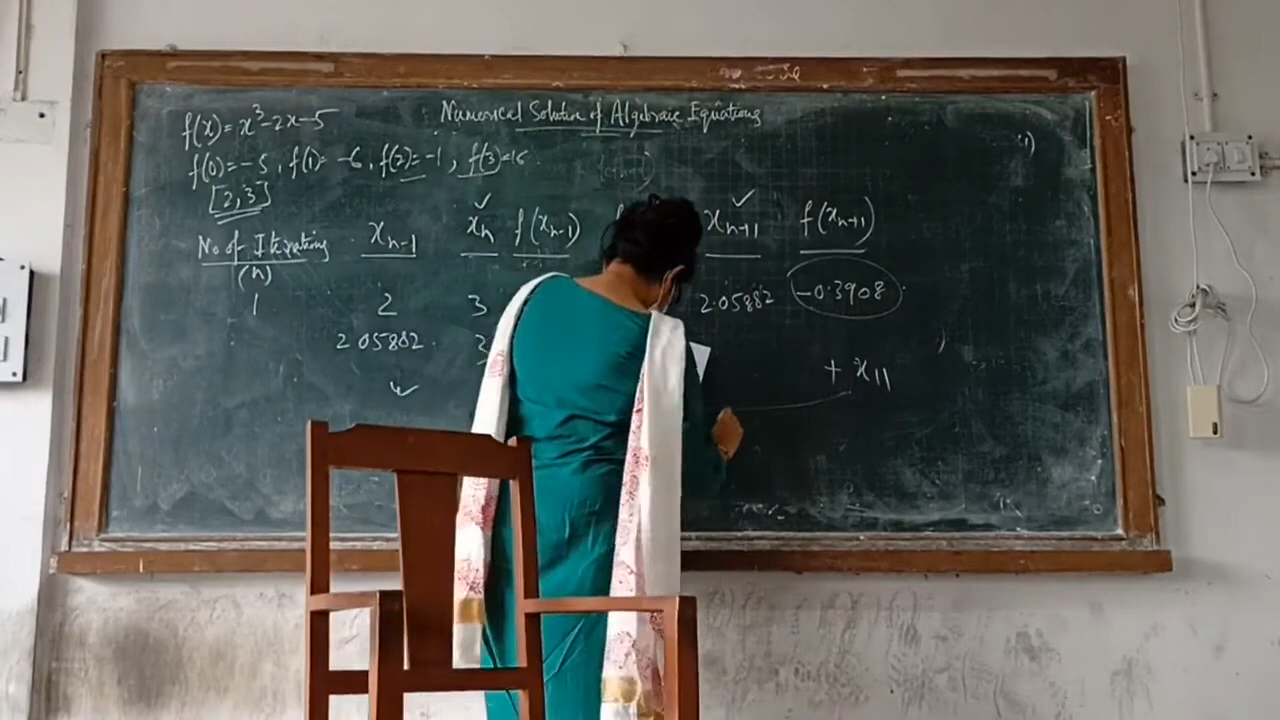 Numerical Solution of Algebraic Equations
f(x) = x³-2x-5
f(0) = -5, f(1) = -6, f(2) = -1, f(3) = 16.
[2,3]
No of Iterations (n) xₙ₋₁ xₙ f(xₙ₋₁) xₙ₊₁ f(xₙ₊₁)
1 2 3 2.05882 -0.3908
2.05882 3
+ x₁₁